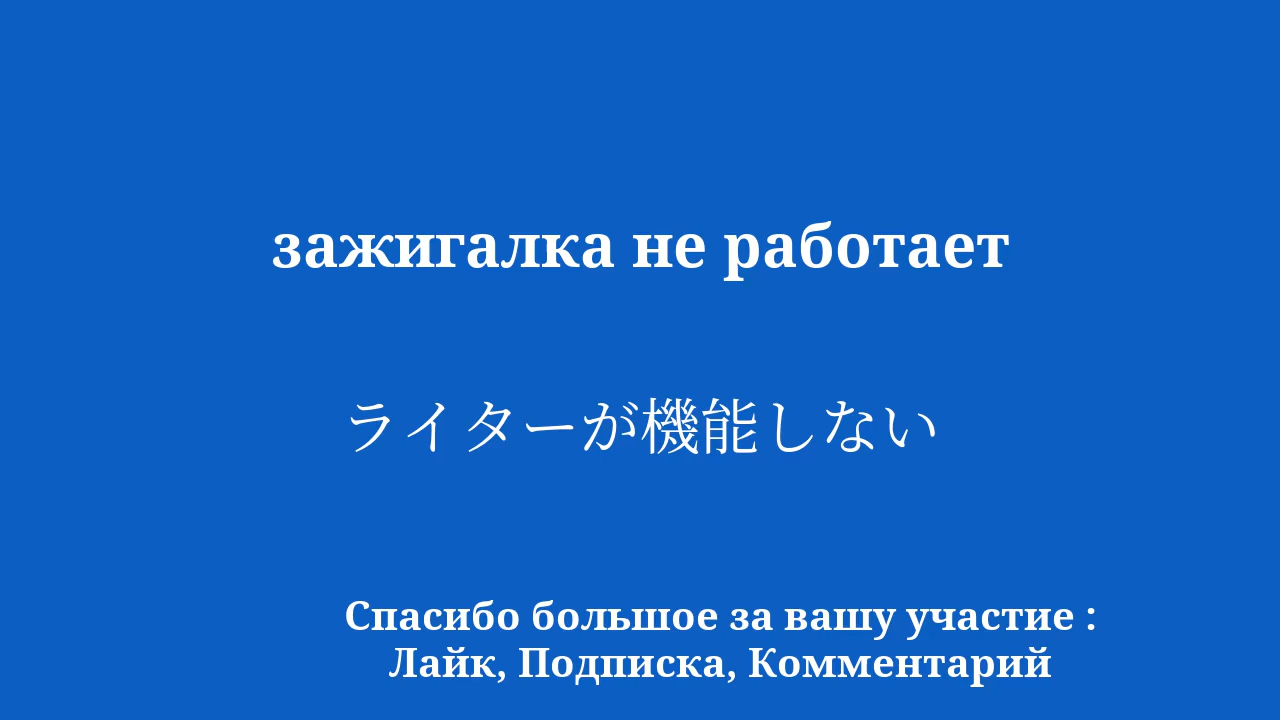 зажигалка не работает
ライターが機能しない
Спасибо большое за вашу участие :
Лайк, Подписка, Комментарий